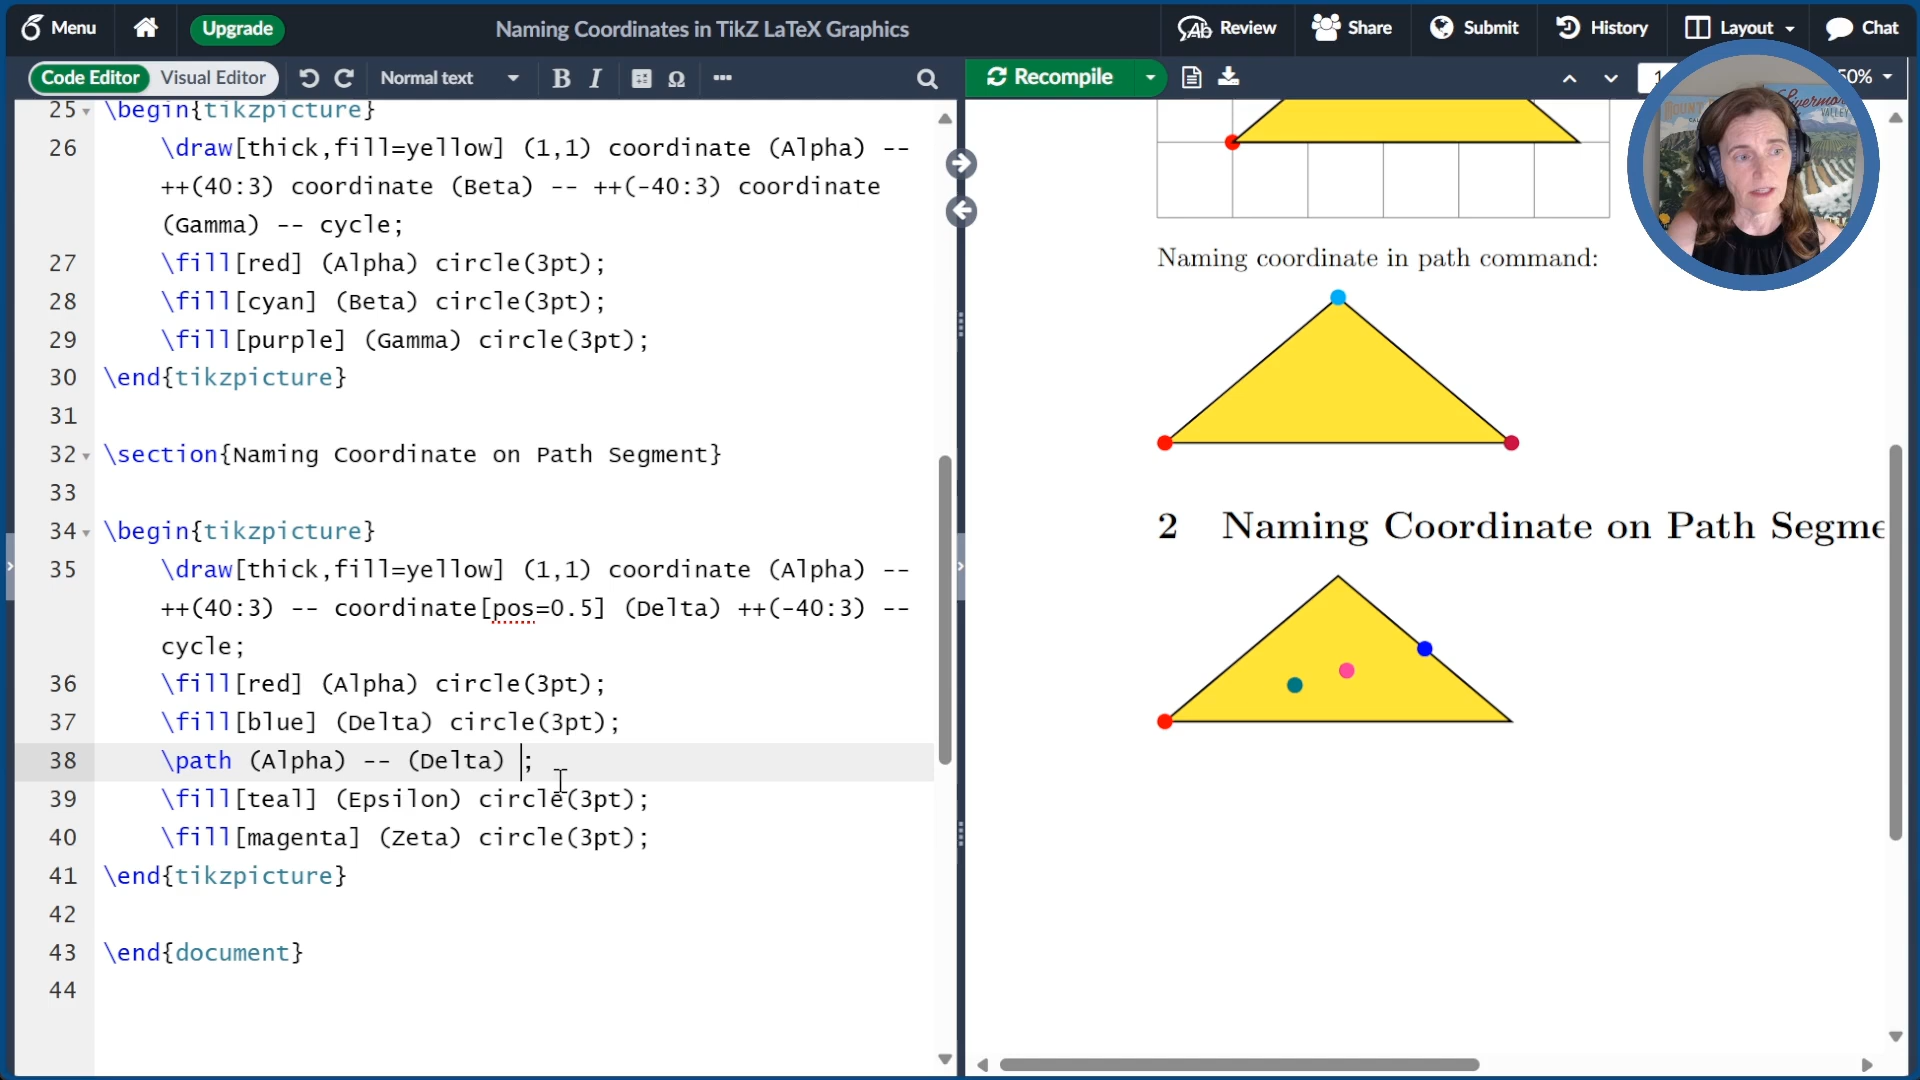 Menu
Upgrade
Naming Coordinates in TikZ LaTeX Graphics
Review
Share
Submit
History
Layout
Chat
Code Editor
Visual Editor
Normal text
B I Ω
Recompile
1
50%
25 \begin{tikzpicture}
26 \draw[thick,fill=yellow] (1,1) coordinate (Alpha) --
++(40:3) coordinate (Beta) -- ++(-40:3) coordinate
(Gamma) -- cycle;
27 \fill[red] (Alpha) circle(3pt);
28 \fill[cyan] (Beta) circle(3pt);
29 \fill[purple] (Gamma) circle(3pt);
30 \end{tikzpicture}
31
32 \section{Naming Coordinate on Path Segment}
33
34 \begin{tikzpicture}
35 \draw[thick,fill=yellow] (1,1) coordinate (Alpha) --
++(40:3) -- coordinate[pos=0.5] (Delta) ++(-40:3) --
cycle;
36 \fill[red] (Alpha) circle(3pt);
37 \fill[blue] (Delta) circle(3pt);
38 \path (Alpha) -- (Delta) ;
39 \fill[teal] (Epsilon) circle(3pt);
40 \fill[magenta] (Zeta) circle(3pt);
41 \end{tikzpicture}
42
43 \end{document}
44
Naming coordinate in path command:
2 Naming Coordinate on Path Segme
Livermore
VALLEY